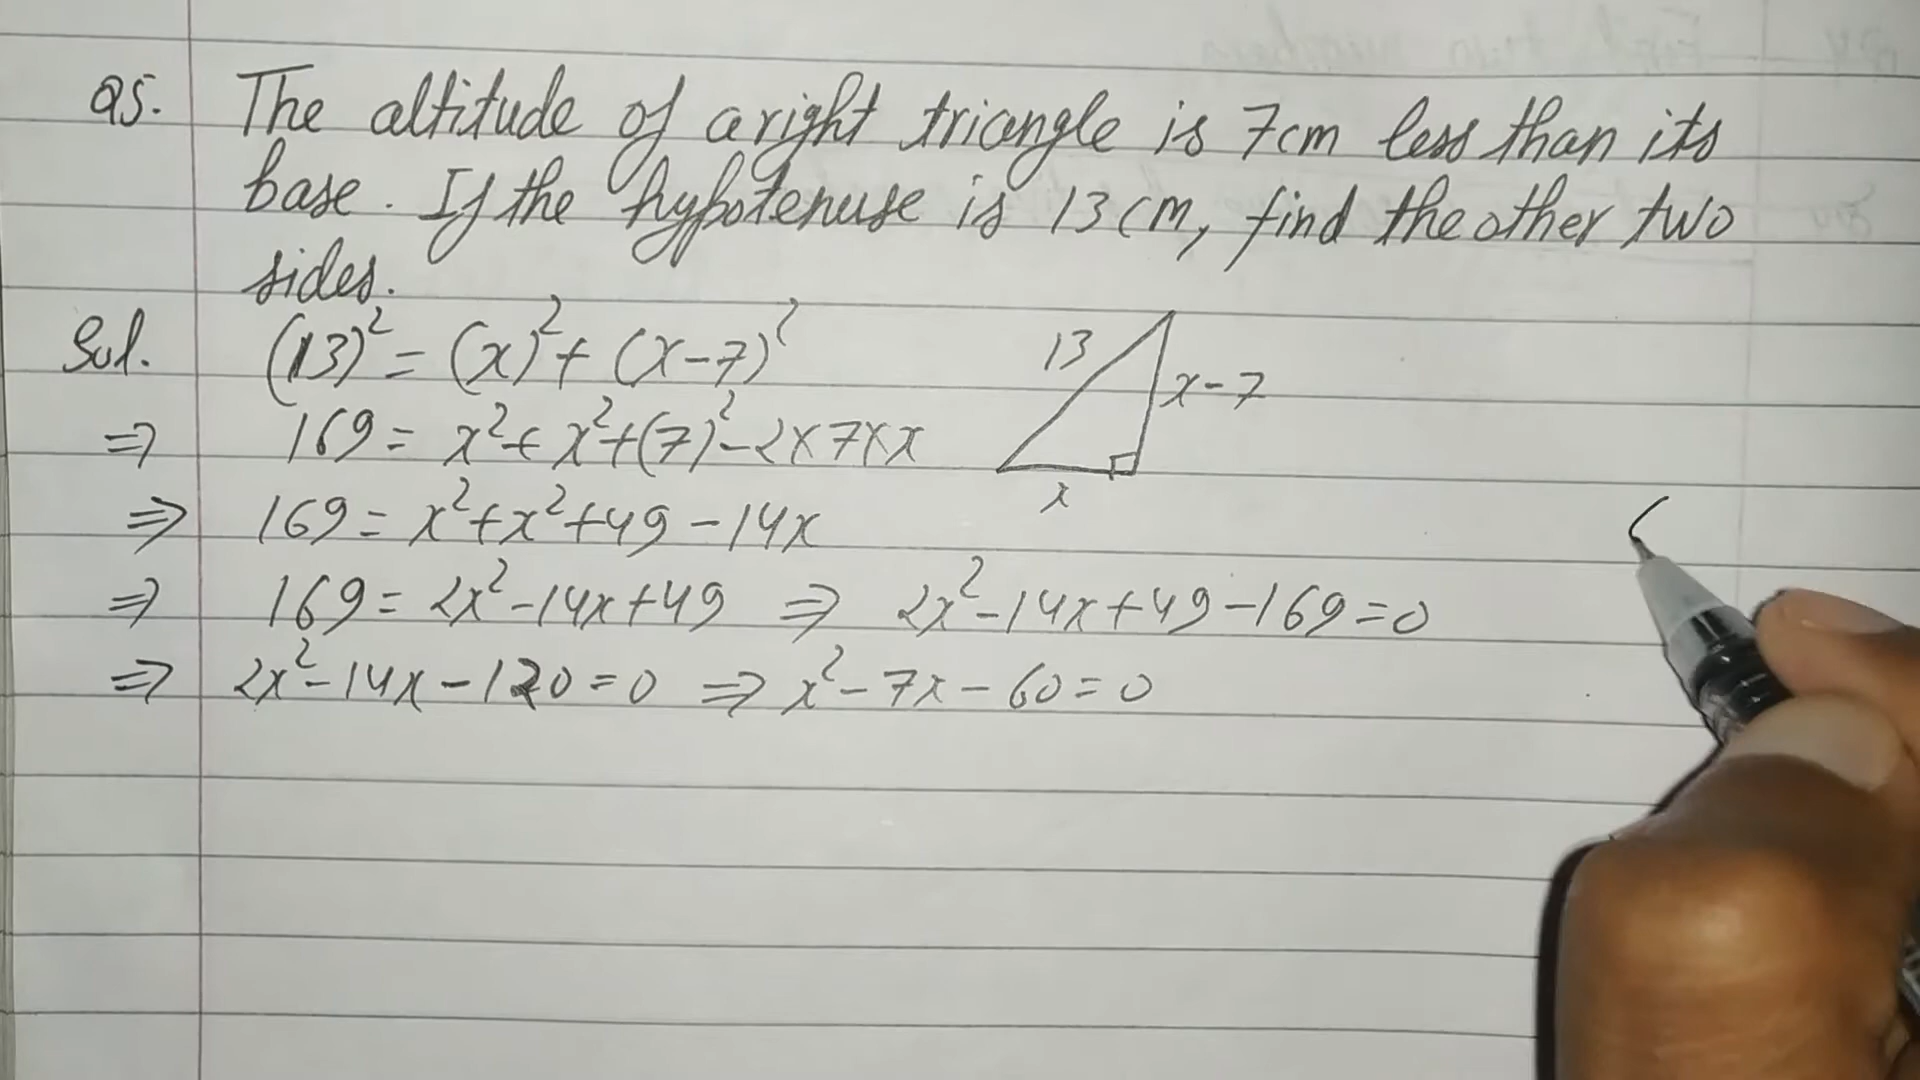 Q5. The altitude of a right triangle is 7cm less than its
base. If the hypotenuse is 13cm, find the other two
sides.
Sol. (13)² = (x)² + (x-7)²
⇒ 169 = x² + x² + (7)² - 2×7×x
⇒ 169 = x² + x² + 49 - 14x
⇒ 169 = 2x² - 14x + 49 ⇒ 2x² - 14x + 49 - 169 = 0
⇒ 2x² - 14x - 120 = 0 ⇒ x² - 7x - 60 = 0
13
x-7
x